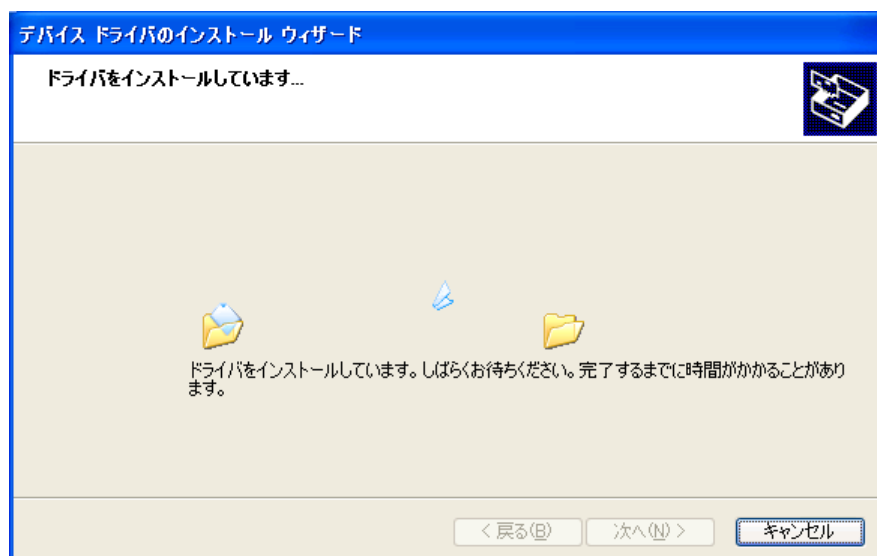 デバイス ドライバのインストール ウィザード
ドライバをインストールしています...
ドライバをインストールしています。しばらくお待ちください。完了するまでに時間がかかることがあり
ます。
< 戻る(B) 次へ(N) > キャンセル